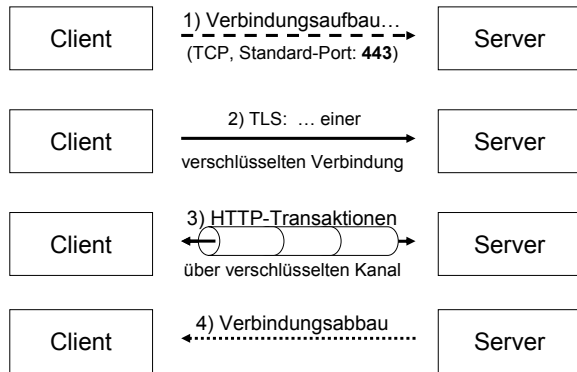 Client
1) Verbindungsaufbau…
(TCP, Standard-Port: 443)
Server
Client
2) TLS: … einer
verschlüsselten Verbindung
Server
Client
3) HTTP-Transaktionen
über verschlüsselten Kanal
Server
Client
4) Verbindungsabbau
Server